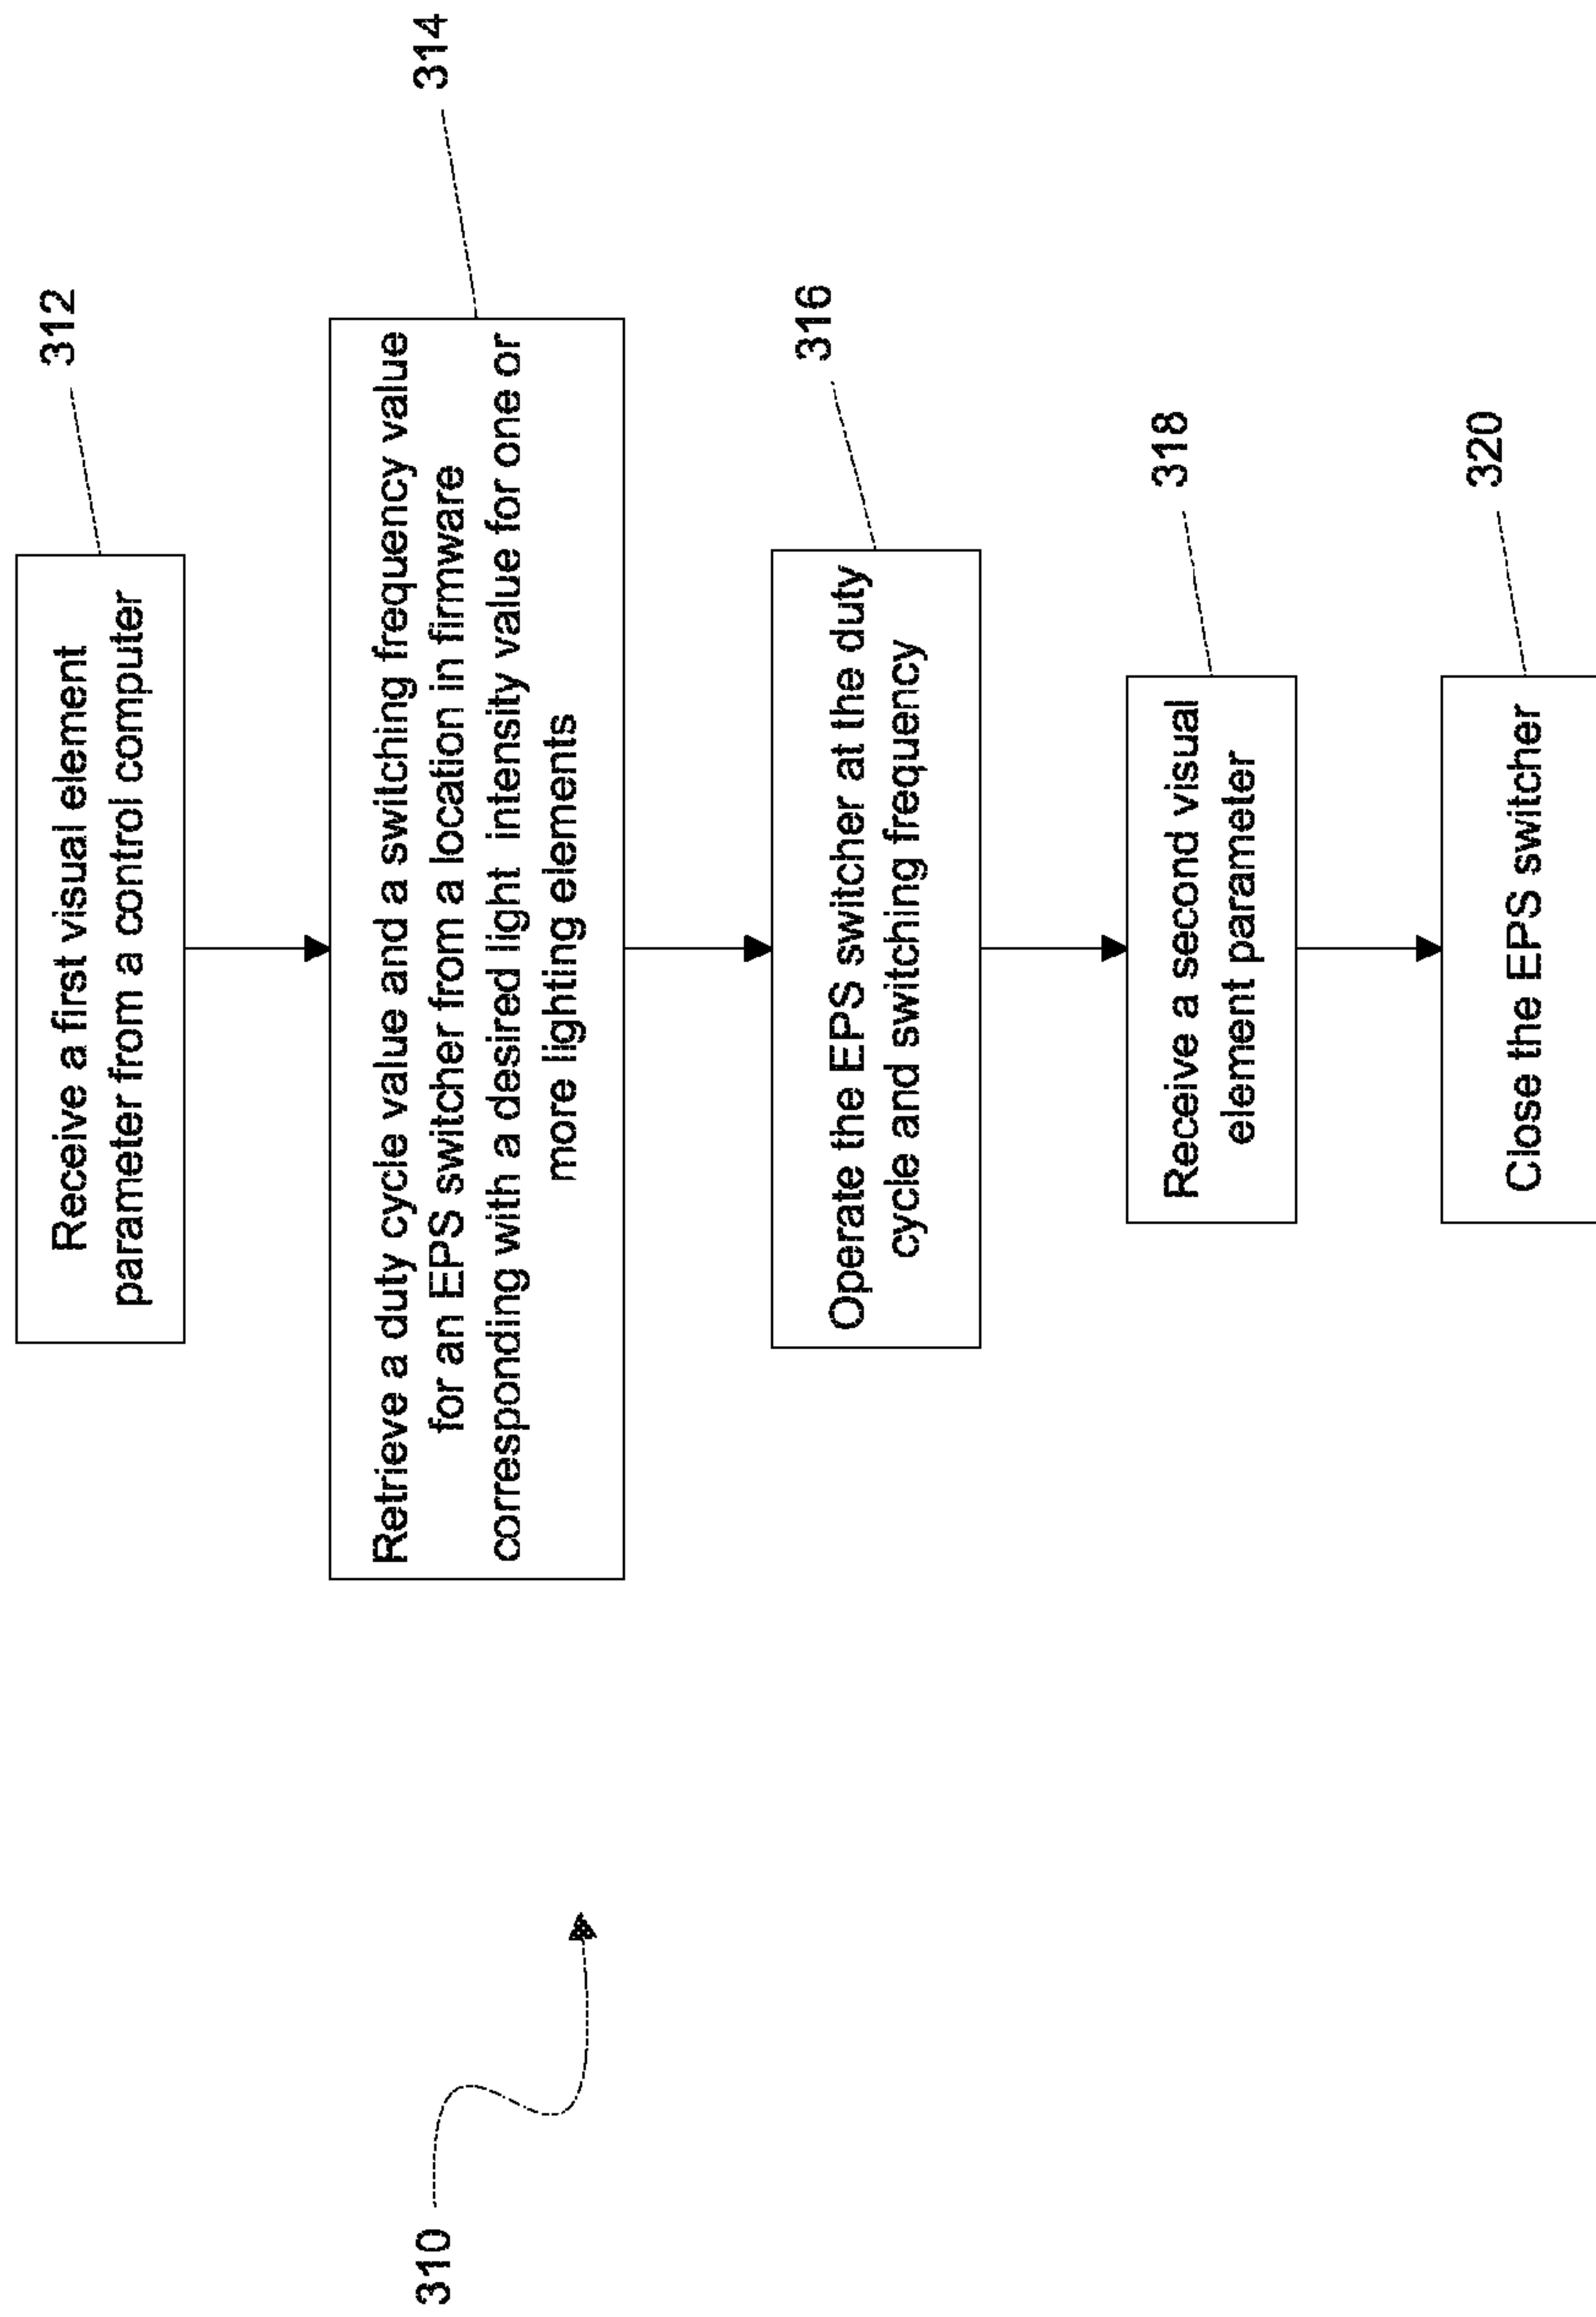 312
Receive a first visual element
parameter from a control computer
314
Retrieve a duty cycle value and a switching frequency value
for an EPS switcher from a location in firmware
corresponding with a desired light intensity value for one or
more lighting elements
316
Operate the EPS switcher at the duty
cycle and switching frequency
318
Receive a second visual
element parameter
320
Close the EPS switcher
310